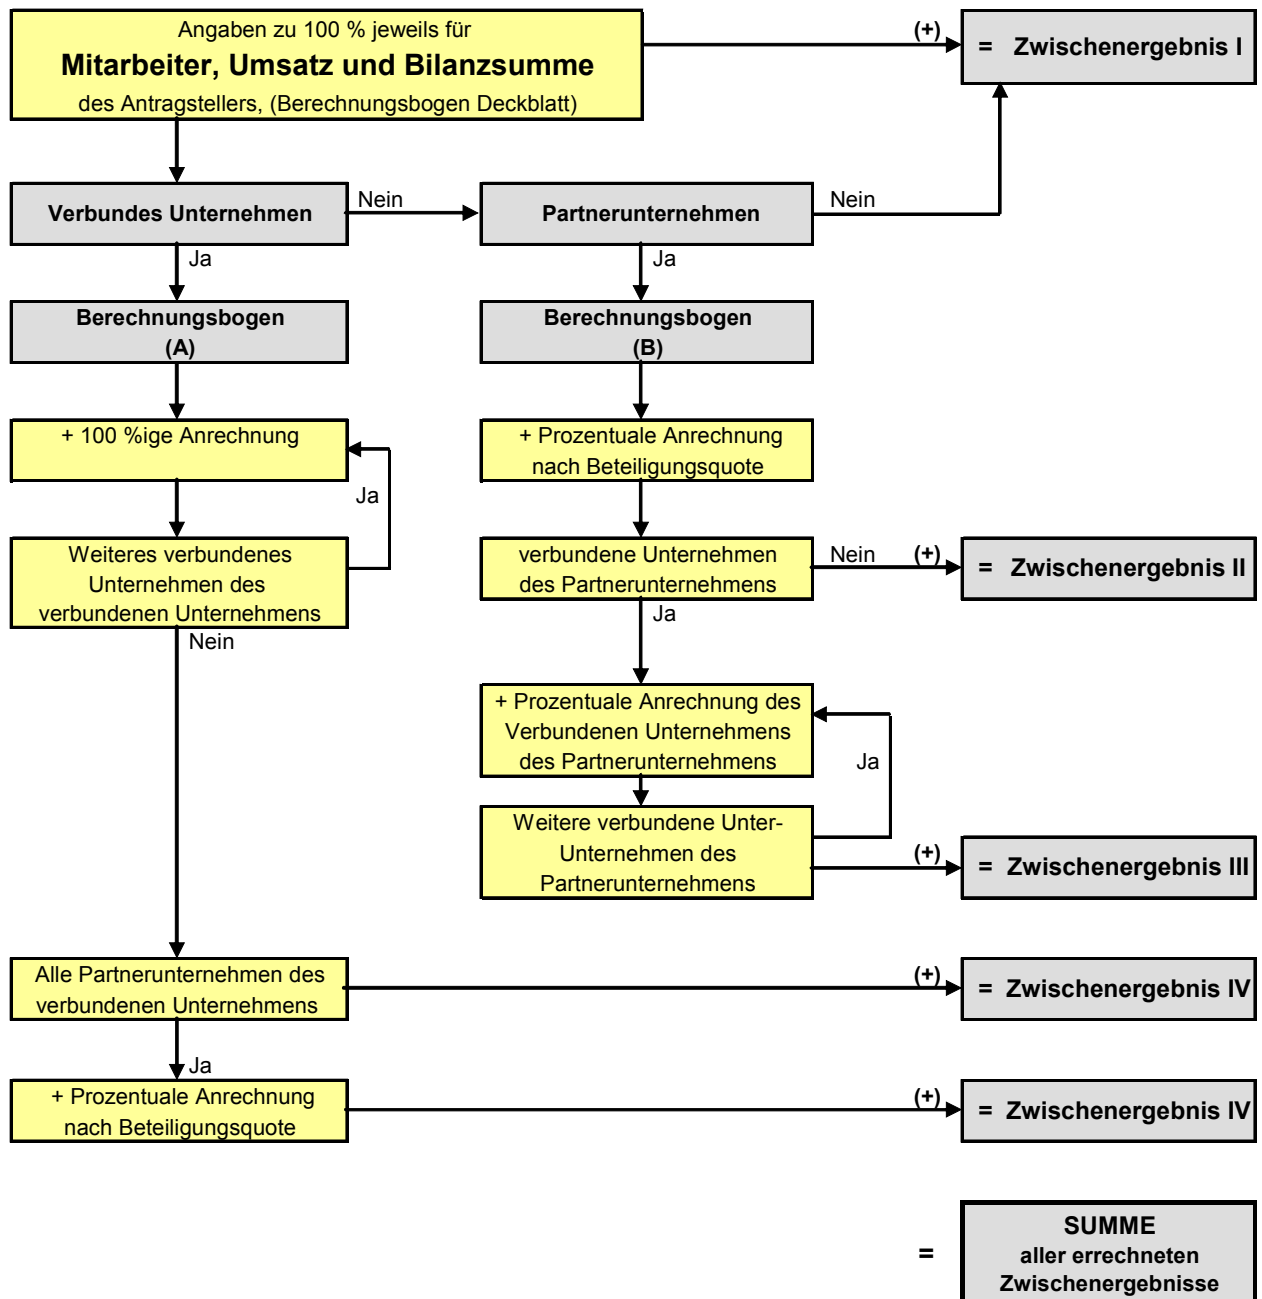 Angaben zu 100 % jeweils für
Mitarbeiter, Umsatz und Bilanzsumme
des Antragstellers, (Berechnungsbogen Deckblatt)
(+)
= Zwischenergebnis I
Verbundes Unternehmen
Nein
Partnerunternehmen
Nein
Ja
Ja
Berechnungsbogen
(A)
Berechnungsbogen
(B)
+ 100 %ige Anrechnung
Ja
+ Prozentuale Anrechnung
nach Beteiligungsquote
Weiteres verbundenes
Unternehmen des
verbundenen Unternehmens
Nein
verbundene Unternehmen
des Partnerunternehmens
Nein
(+)
= Zwischenergebnis II
Ja
+ Prozentuale Anrechnung des
Verbundenen Unternehmens
des Partnerunternehmens
Ja
Weitere verbundene Unter-
Unternehmen des
Partnerunternehmens
(+)
= Zwischenergebnis III
Alle Partnerunternehmen des
verbundenen Unternehmens
(+)
= Zwischenergebnis IV
Ja
+ Prozentuale Anrechnung
nach Beteiligungsquote
(+)
= Zwischenergebnis IV
=
SUMME
aller errechneten
Zwischenergebnisse